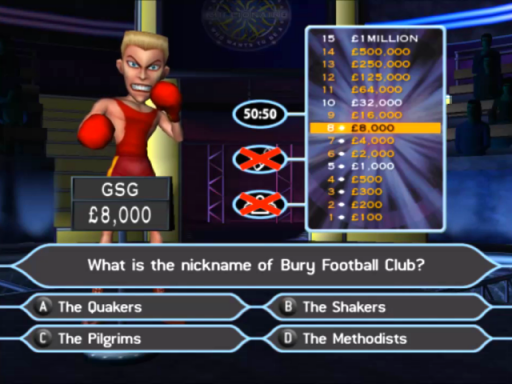 15 £1 MILLION
14 £500,000
13 £250,000
12 £125,000
11 £64,000
10 £32,000
9 £16,000
8 £8,000
7 £4,000
6 £2,000
5 £1,000
4 £500
3 £300
2 £200
1 £100
50:50
GSG
£8,000
What is the nickname of Bury Football Club?
A The Quakers
B The Shakers
C The Pilgrims
D The Methodists